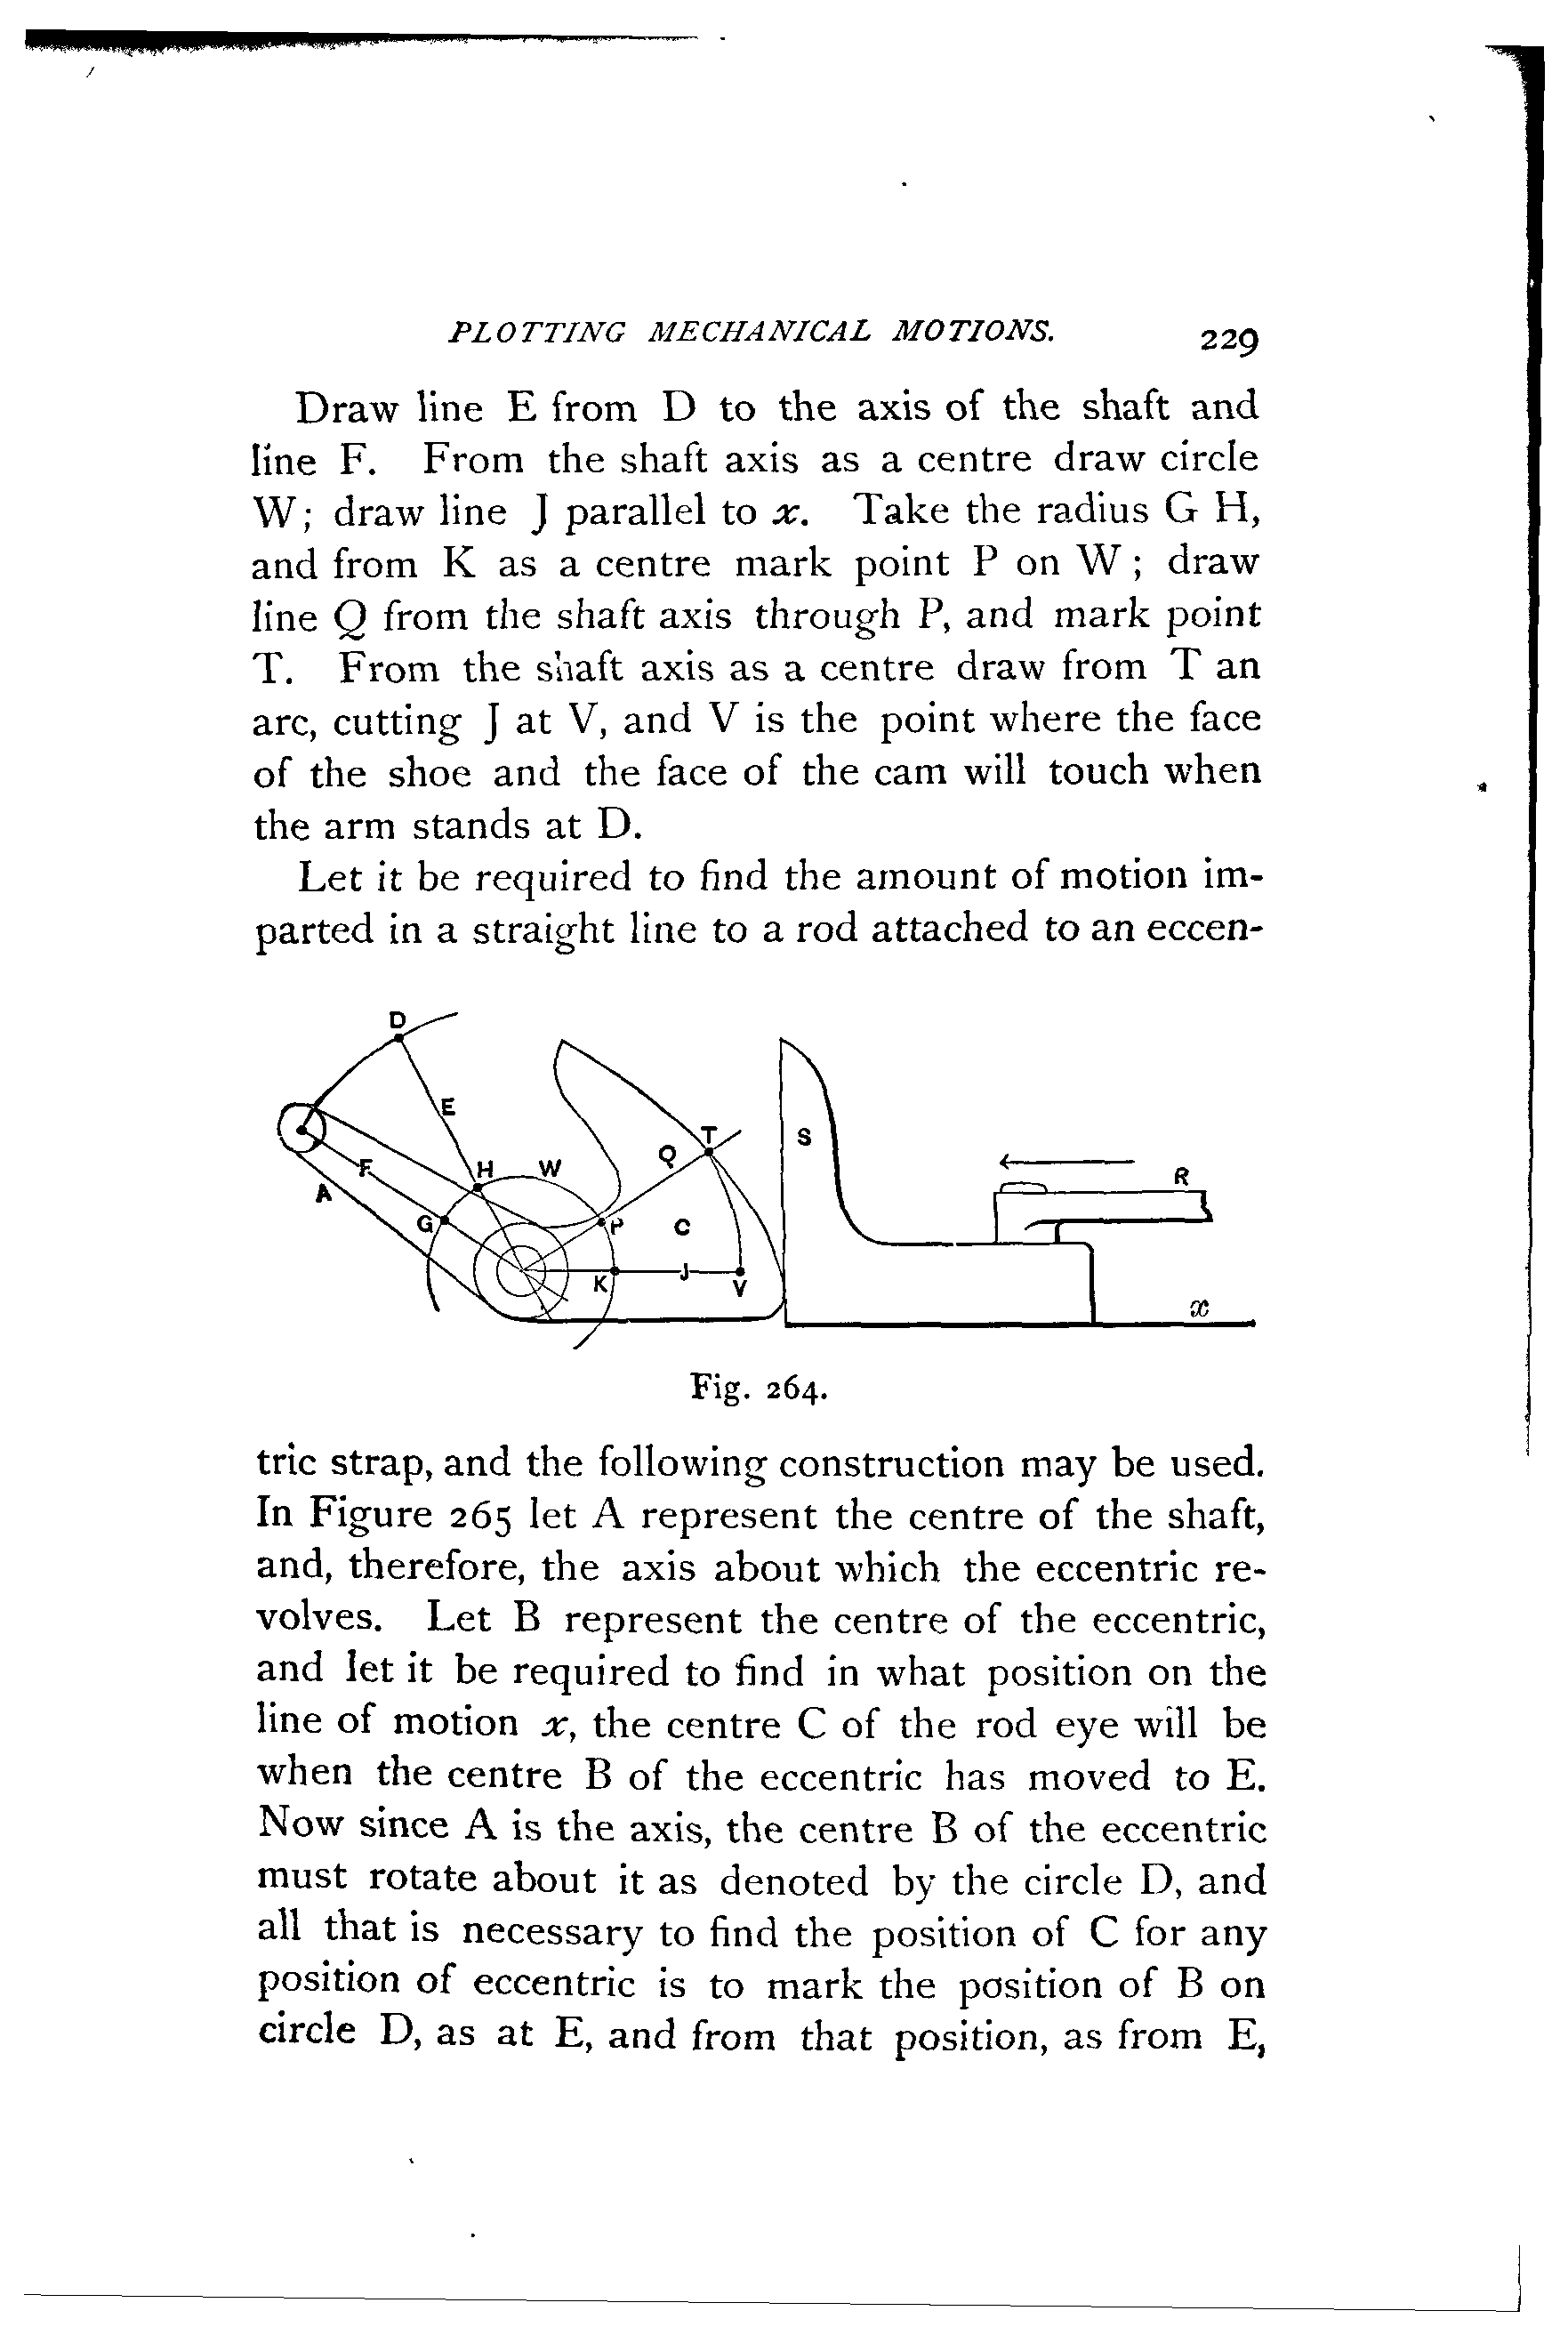 PLOTTING MECHANICAL MOTIONS. 229
Draw line E from D to the axis of the shaft and
line F. From the shaft axis as a centre draw circle
W; draw line J parallel to x. Take the radius G H,
and from K as a centre mark point P on W; draw
line Q from the shaft axis through P, and mark point
T. From the shaft axis as a centre draw from T an
arc, cutting J at V, and V is the point where the face
of the shoe and the face of the cam will touch when
the arm stands at D.
Let it be required to find the amount of motion im-
parted in a straight line to a rod attached to an eccen-
D
E
T
S
Q
H
W
F
R
A
G
P
C
K
J
V
x
Fig. 264.
tric strap, and the following construction may be used.
In Figure 265 let A represent the centre of the shaft,
and, therefore, the axis about which the eccentric re-
volves. Let B represent the centre of the eccentric,
and let it be required to find in what position on the
line of motion x, the centre C of the rod eye will be
when the centre B of the eccentric has moved to E.
Now since A is the axis, the centre B of the eccentric
must rotate about it as denoted by the circle D, and
all that is necessary to find the position of C for any
position of eccentric is to mark the position of B on
circle D, as at E, and from that position, as from E,